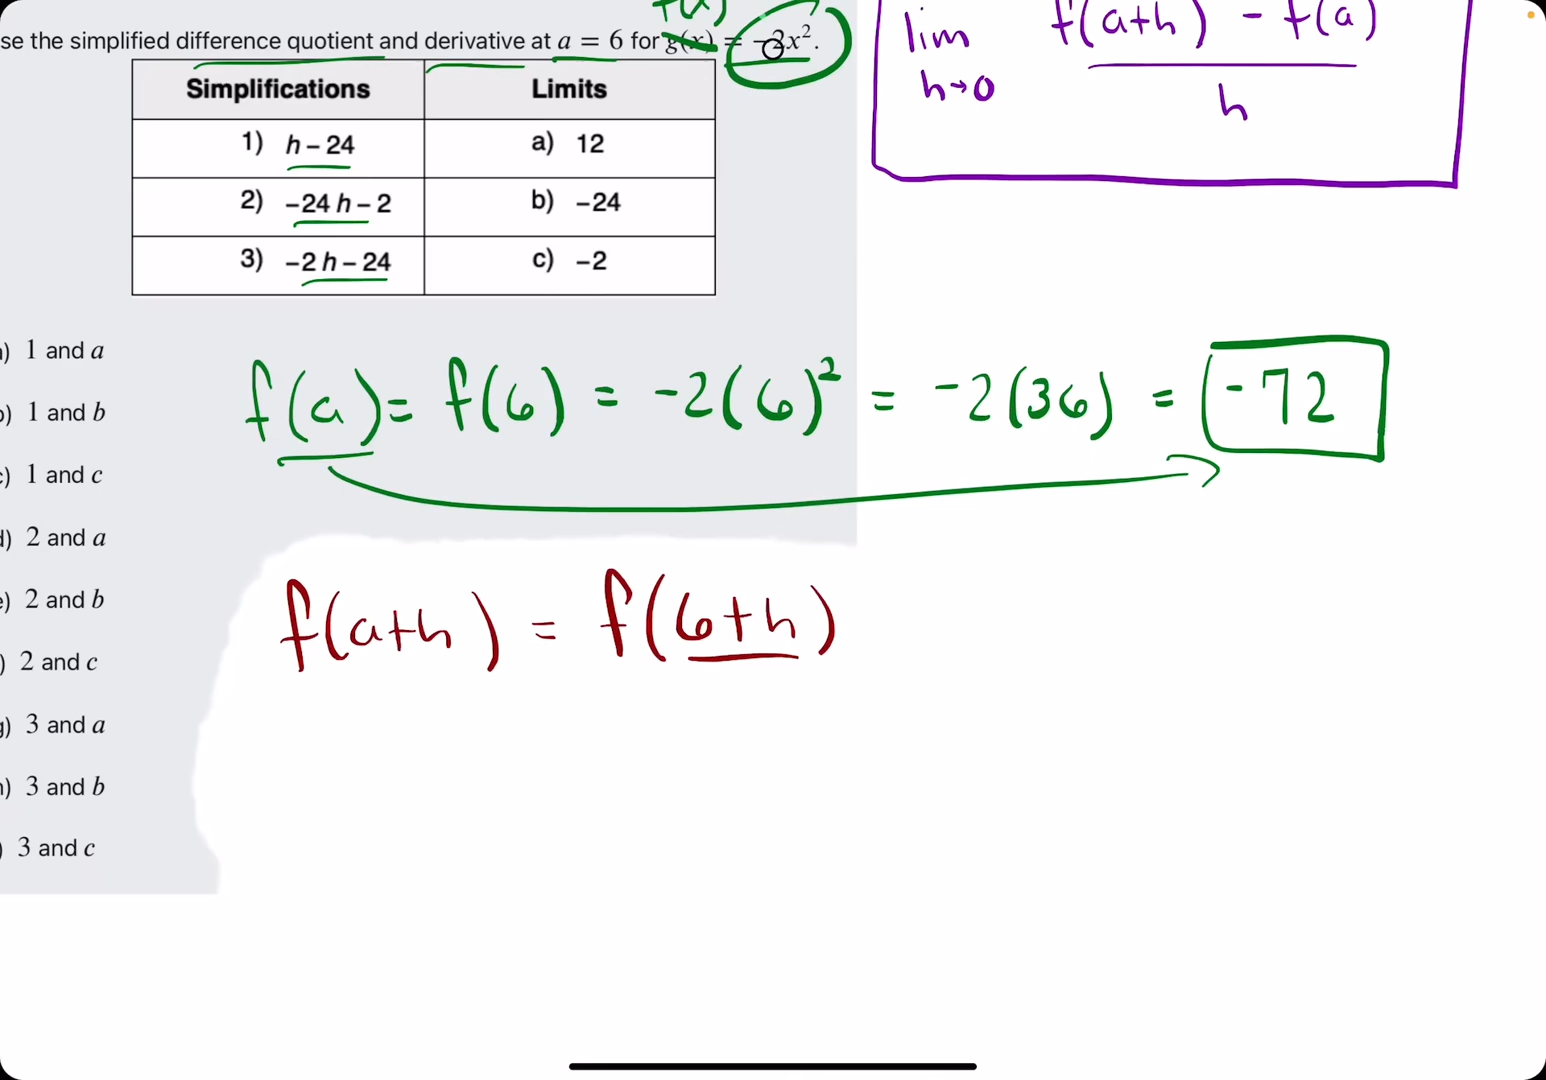 f(x)
se the simplified difference quotient and derivative at a = 6 for g(x) = −2x².
lim h→0 f(a+h) - f(a) / h
Simplifications Limits
1) h – 24 a) 12
2) –24 h – 2 b) –24
3) –2 h – 24 c) –2
) 1 and a
) 1 and b
) 1 and c
) 2 and a
) 2 and b
) 2 and c
) 3 and a
) 3 and b
) 3 and c
f(a) = f(6) = -2(6)² = -2(36) = -72
f(a+h) = f(6+h)